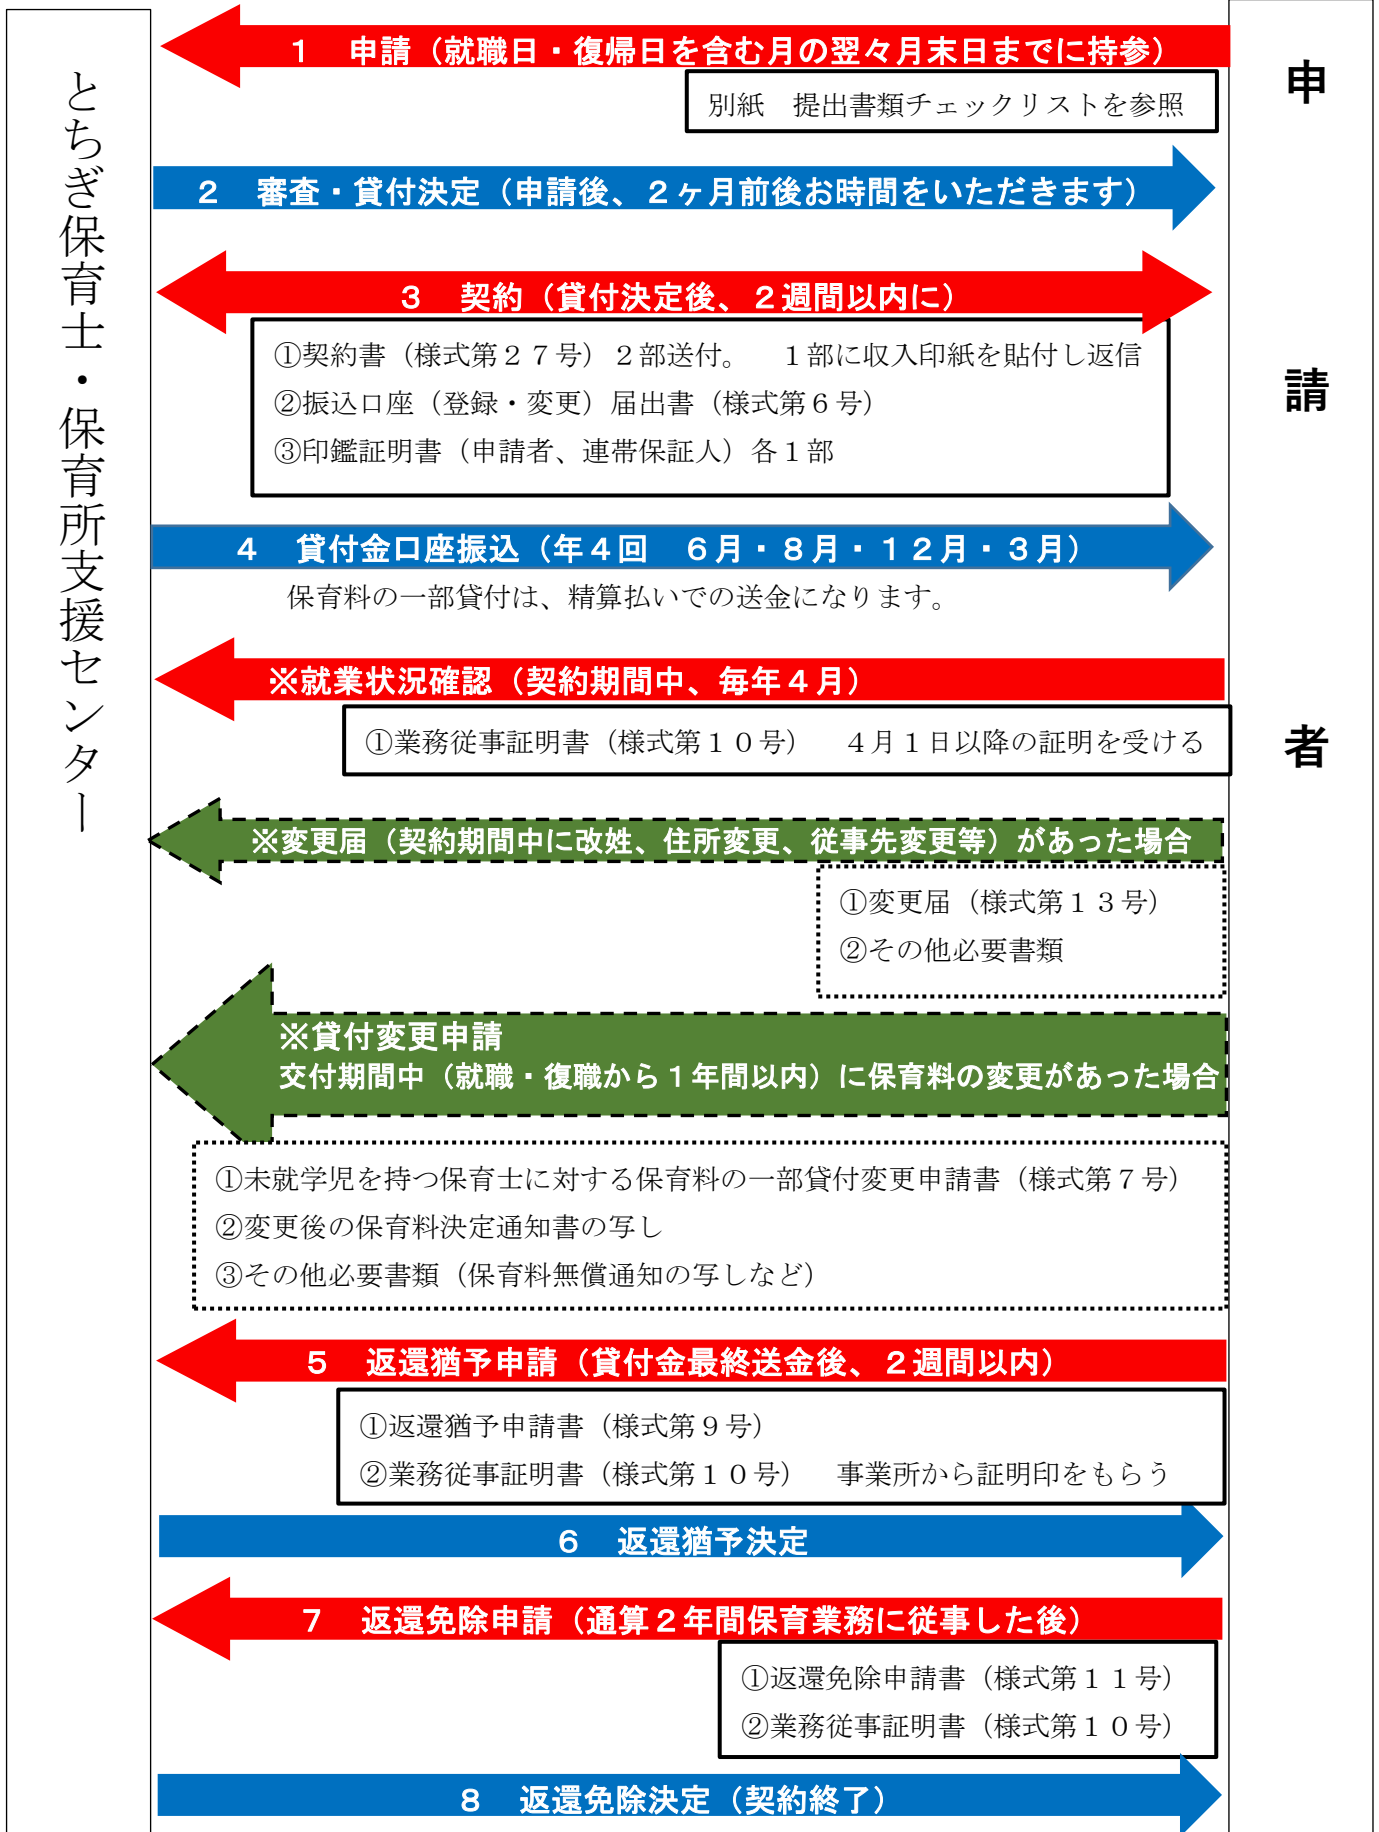 とちぎ保育士・保育所支援センター
申請者
１　申請（就職日・復帰日を含む月の翌々月末日までに持参）
別紙　提出書類チェックリストを参照
２　審査・貸付決定（申請後、２ヶ月前後お時間をいただきます）
３　契約（貸付決定後、２週間以内に）
①契約書（様式第２７号）２部送付。　１部に収入印紙を貼付し返信
②振込口座（登録・変更）届出書（様式第６号）
③印鑑証明書（申請者、連帯保証人）各１部
４　貸付金口座振込（年４回　６月・８月・１２月・３月）
保育料の一部貸付は、精算払いでの送金になります。
※就業状況確認（契約期間中、毎年４月）
①業務従事証明書（様式第１０号）　４月１日以降の証明を受ける
※変更届（契約期間中に改姓、住所変更、従事先変更等）があった場合
①変更届（様式第１３号）
②その他必要書類
※貸付変更申請
交付期間中（就職・復職から１年間以内）に保育料の変更があった場合
①未就学児を持つ保育士に対する保育料の一部貸付変更申請書（様式第７号）
②変更後の保育料決定通知書の写し
③その他必要書類（保育料無償通知の写しなど）
５　返還猶予申請（貸付金最終送金後、２週間以内）
①返還猶予申請書（様式第９号）
②業務従事証明書（様式第１０号）　事業所から証明印をもらう
６　返還猶予決定
７　返還免除申請（通算２年間保育業務に従事した後）
①返還免除申請書（様式第１１号）
②業務従事証明書（様式第１０号）
８　返還免除決定（契約終了）